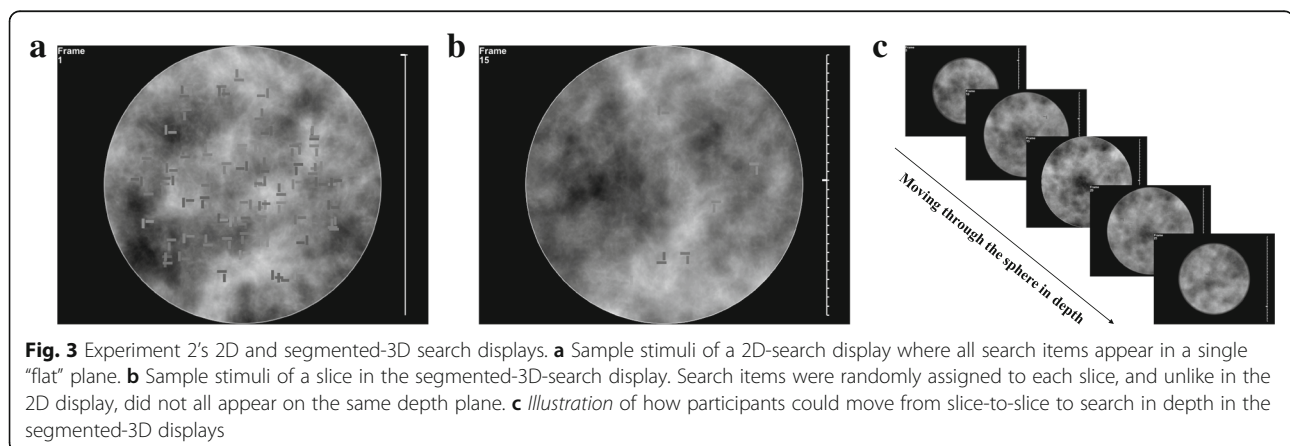 a
Frame
1
b
Frame
15
c
Frame
Moving through the sphere in depth
Fig. 3 Experiment 2's 2D and segmented-3D search displays. a Sample stimuli of a 2D-search display where all search items appear in a single
"flat" plane. b Sample stimuli of a slice in the segmented-3D-search display. Search items were randomly assigned to each slice, and unlike in the
2D display, did not all appear on the same depth plane. c Illustration of how participants could move from slice-to-slice to search in depth in the
segmented-3D displays